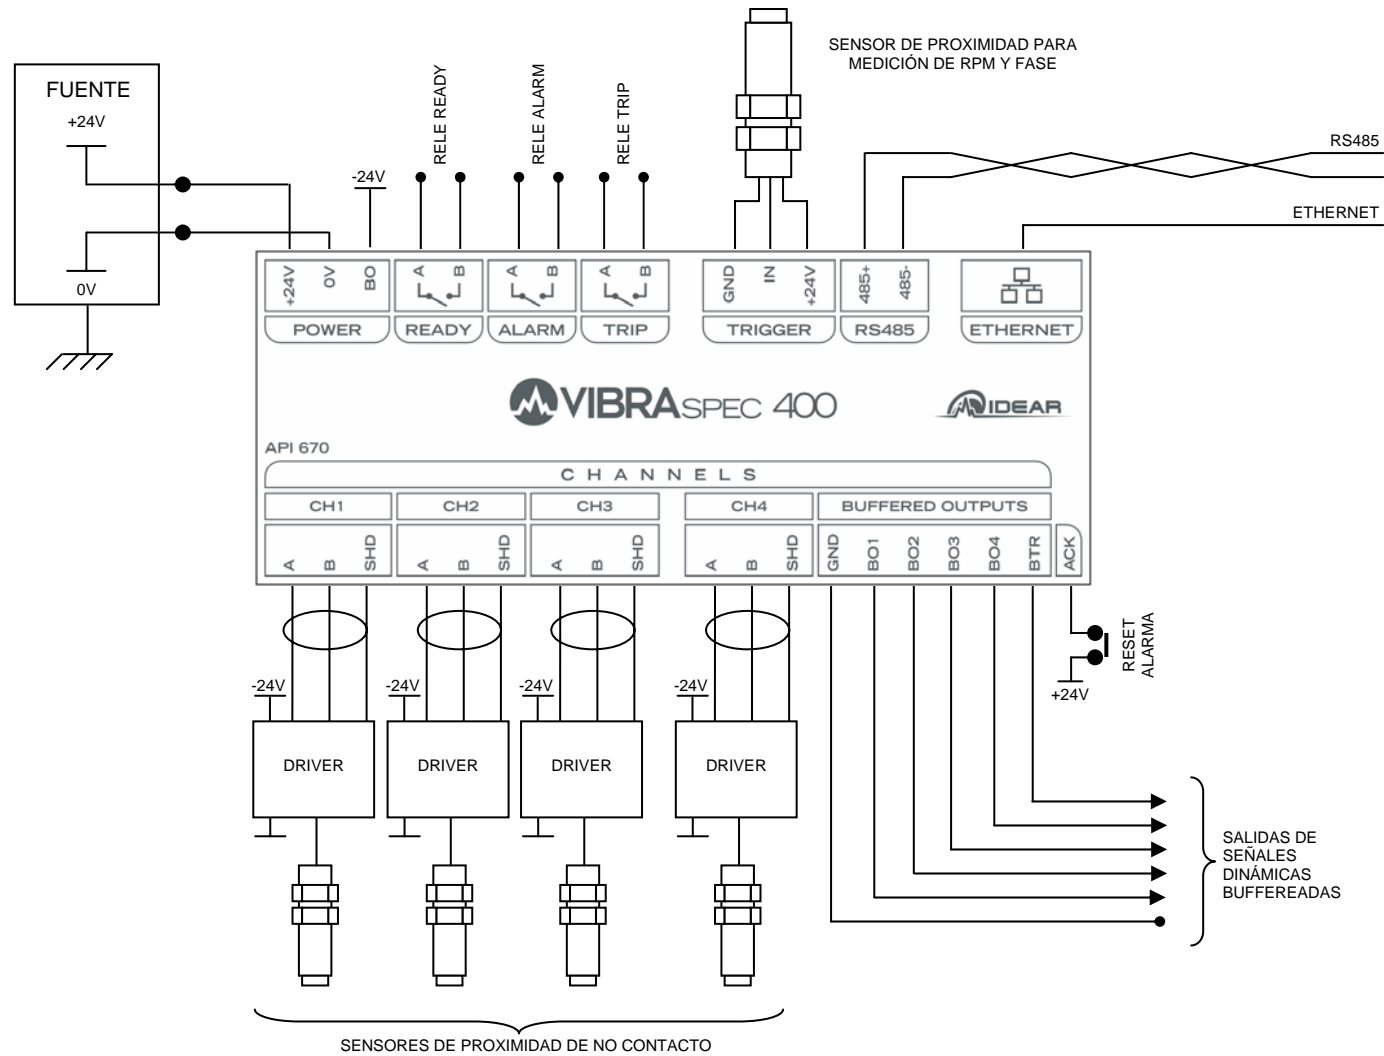 SENSOR DE PROXIMIDAD PARA
MEDICIÓN DE RPM Y FASE
FUENTE
+24V
0V
-24V
RELE READY
RELE ALARM
RELE TRIP
RS485
ETHERNET
+24V 0V BO
A B
A B
A B
GND IN +24V
485+ 485-
POWER READY ALARM TRIP TRIGGER RS485 ETHERNET
VIBRASPEC 400
IDEAR
API 670
CHANNELS
CH1 CH2 CH3 CH4 BUFFERED OUTPUTS
A B SHD
A B SHD
A B SHD
A B SHD
GND BO1 BO2 BO3 BO4 BTR ACK
RESET
ALARMA
+24V
-24V -24V -24V -24V
DRIVER DRIVER DRIVER DRIVER
SALIDAS DE
SEÑALES
DINÁMICAS
BUFFEREADAS
SENSORES DE PROXIMIDAD DE NO CONTACTO